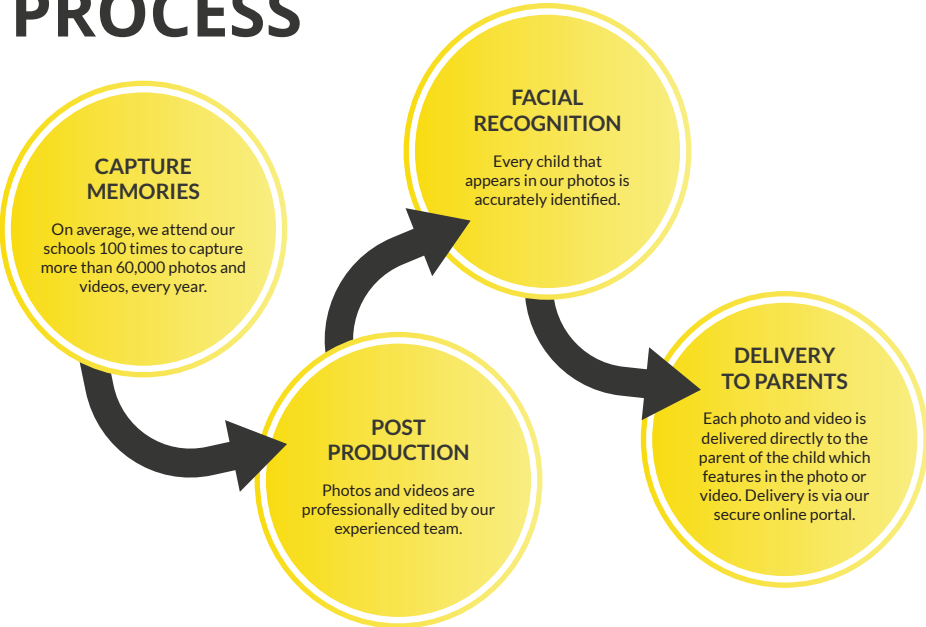 PROCESS
CAPTURE
MEMORIES
On average, we attend our
schools 100 times to capture
more than 60,000 photos and
videos, every year.
POST
PRODUCTION
Photos and videos are
professionally edited by our
experienced team.
FACIAL
RECOGNITION
Every child that
appears in our photos is
accurately identified.
DELIVERY
TO PARENTS
Each photo and video is
delivered directly to the
parent of the child which
features in the photo or
video. Delivery is via our
secure online portal.